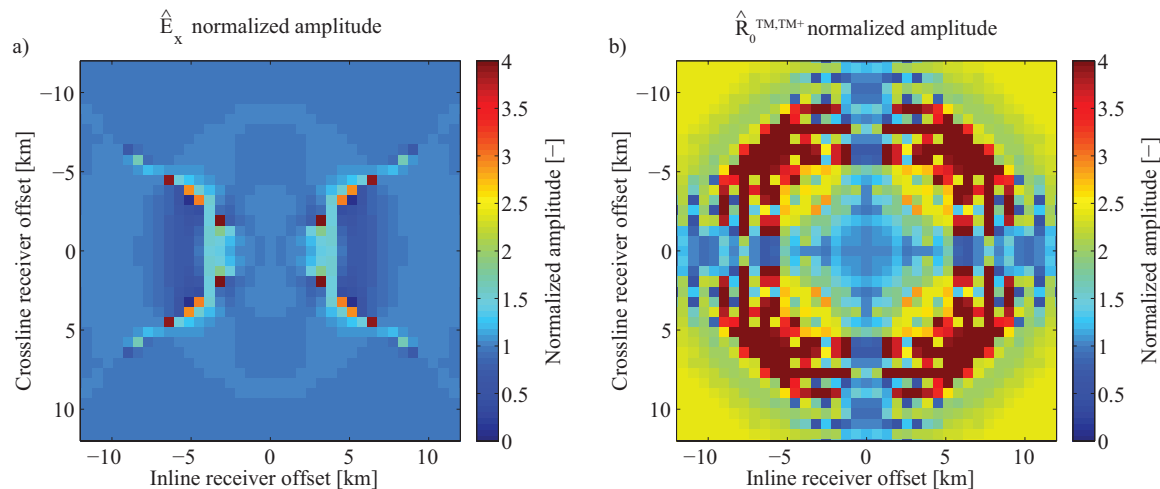 a)
Ê_x normalized amplitude
−10
−5
0
5
10
Crossline receiver offset [km]
−10 −5 0 5 10
Inline receiver offset [km]
4
3.5
3
2.5
2
1.5
1
0.5
0
Normalized amplitude [−]
b)
R̂_0^TM,TM+ normalized amplitude
−10
−5
0
5
10
Crossline receiver offset [km]
−10 −5 0 5 10
Inline receiver offset [km]
4
3.5
3
2.5
2
1.5
1
0.5
0
Normalized amplitude [−]